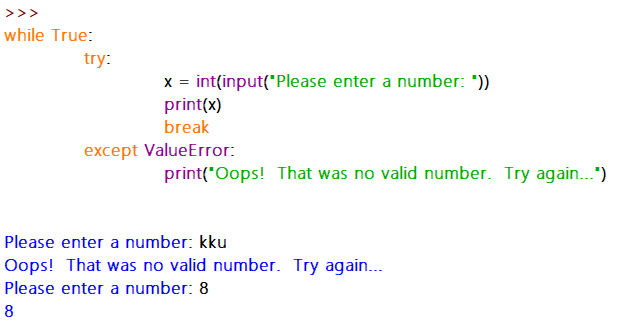 >>>
while True:
try:
x = int(input("Please enter a number: "))
print(x)
break
except ValueError:
print("Oops!  That was no valid number.  Try again...")
Please enter a number: kku
Oops!  That was no valid number.  Try again...
Please enter a number: 8
8